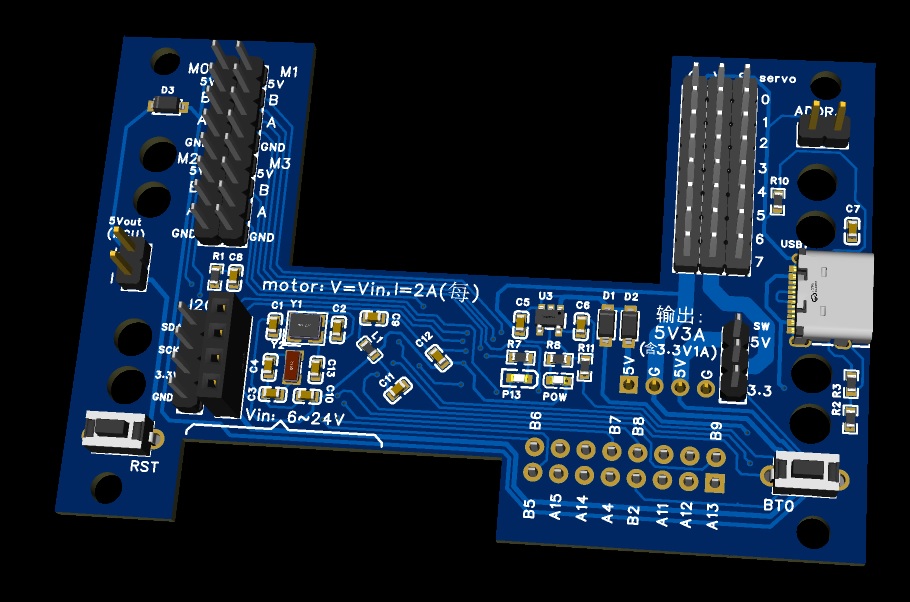 M0
M1
5V
5V
B
B
A
A
GND
GND
M2
M3
5V
5V
B
B
A
A
GND
GND
D3
5Vout
R1
C8
motor: V=Vin,I=2A(每)
C1
Y1
C2
C9
L1
C12
Y2
C4
C13
C3
C10
C11
SCK
3.3V
GND
Vin: 6~24V
RST
servo
0
1
2
3
4
5
6
7
ADDR
R10
C7
USB
C5
U3
C6
D1
D2
输出:
5V3A
(含3.3V1A)
SW
5V
3.3
R7
R8
R11
P13
POW
5V
G
5V
G
R3
R2
B6
B7
B8
B9
B5
A15
A14
A4
B2
A11
A12
A13
BT0